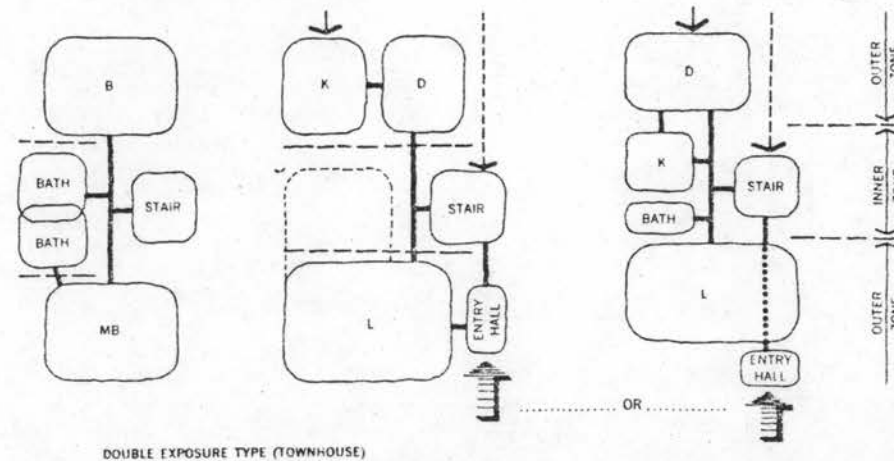 B
BATH
BATH
STAIR
MB
K
D
STAIR
L
ENTRY
HALL
D
K
STAIR
BATH
L
ENTRY
HALL
OR
OUTER
ZONE
INNER
OUTER
ZONE
DOUBLE EXPOSURE TYPE (TOWNHOUSE)